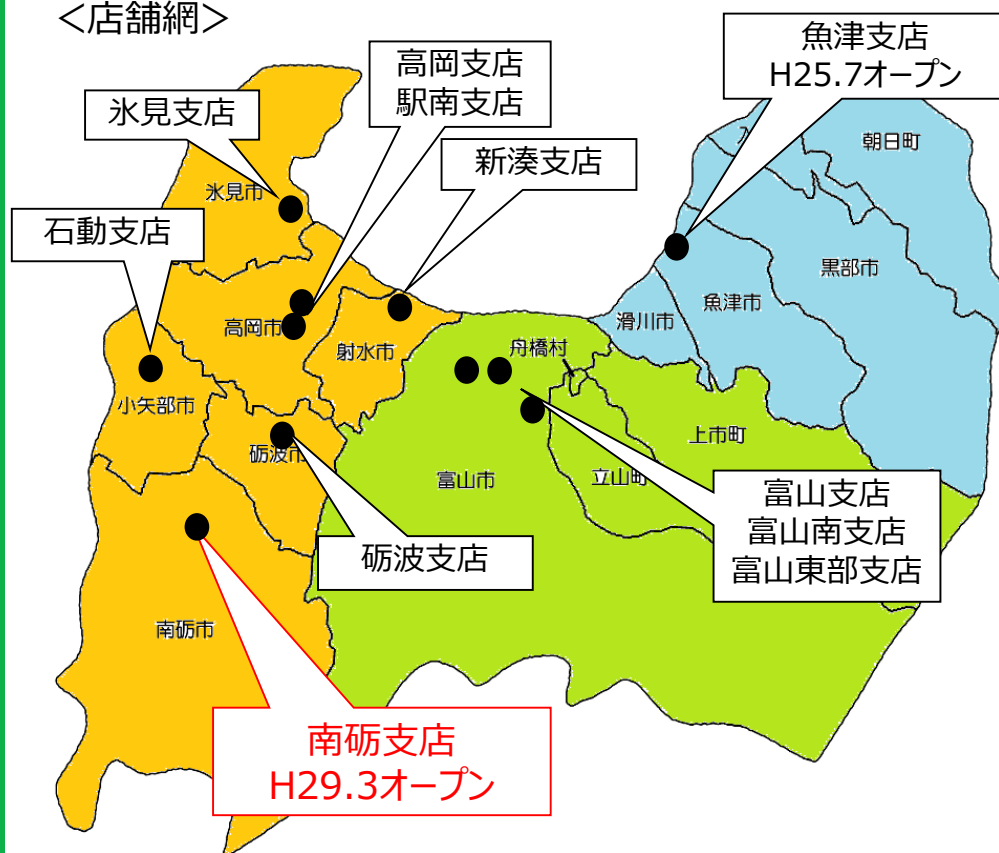 <店舗網>
魚津支店
H25.7オープン
高岡支店
駅南支店
氷見支店
新湊支店
石動支店
朝日町
氷見市
黒部市
魚津市
滑川市
高岡市
射水市
舟橋村
小矢部市
砺波市
上市町
富山市
立山町
富山支店
富山南支店
富山東部支店
砺波支店
南砺市
南砺支店
H29.3オープン